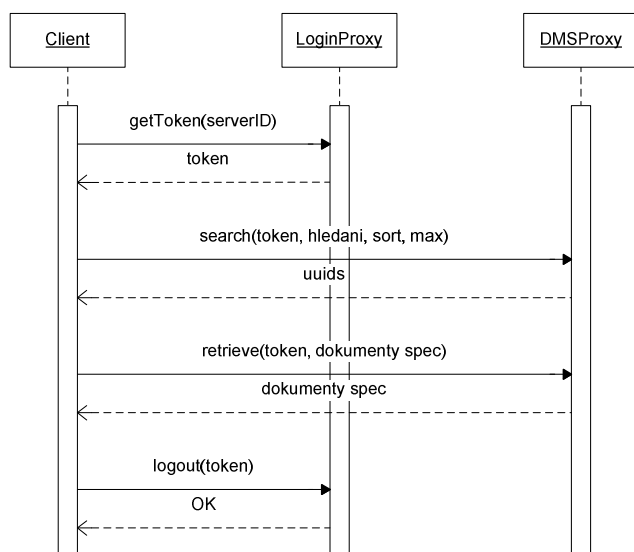 Client
LoginProxy
DMSProxy
getToken(serverID)
token
search(token, hledani, sort, max)
uuids
retrieve(token, dokumenty spec)
dokumenty spec
logout(token)
OK